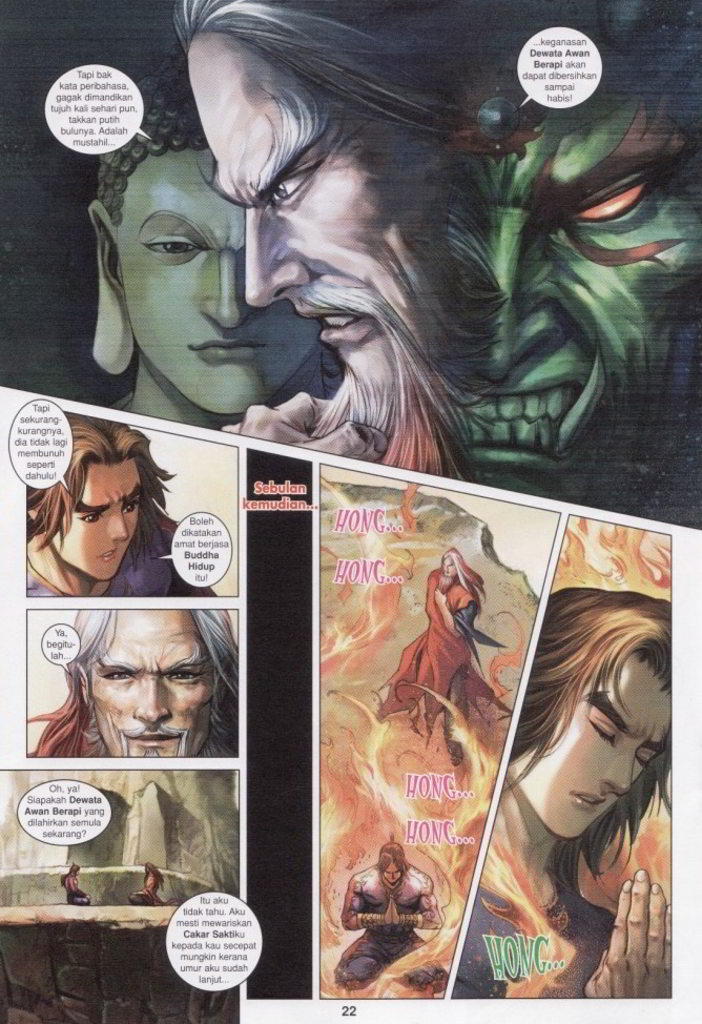 Tapi bak
kata peribahasa,
gagak dimandikan
tujuh kali sehari pun,
takkan putih
bulunya. Adalah
mustahil...
...keganasan
Dewata Awan
Berapi akan
dapat dibersihkan
sampai
habis!
Tapi
sekurang-
kurangnya,
dia tidak lagi
membunuh
seperti
dahulu!
Boleh
dikatakan
amat berjasa
Buddha
Hidup
itu!
Ya,
begitu-
lah...
Oh, ya!
Siapakah Dewata
Awan Berapi yang
dilahirkan semula
sekarang?
Itu aku
tidak tahu. Aku
mesti mewariskan
Cakar Saktiku
kepada kau secepat
mungkin kerana
umur aku sudah
lanjut...
Sebulan
kemudian...
HONG...
HONG...
HONG...
HONG...
HONG...
22